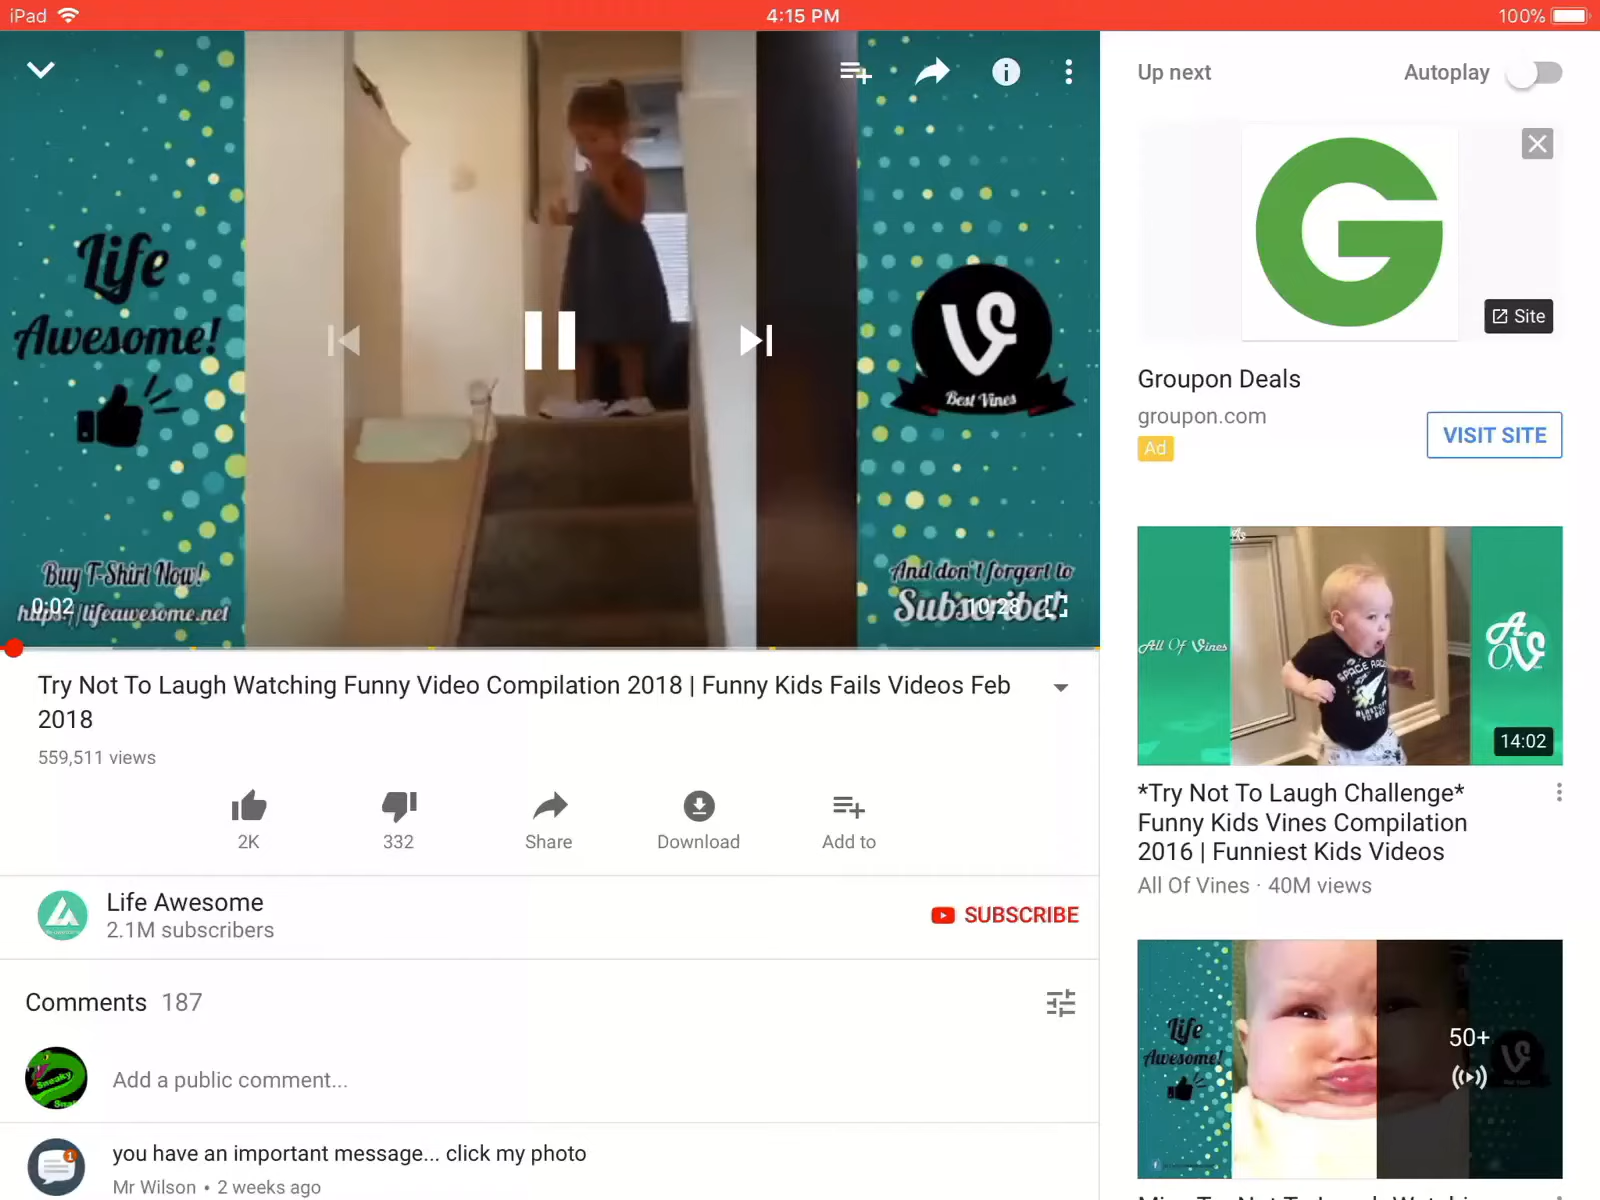 iPad
4:15 PM
100%
Life
Awesome!
Buy T-Shirt Now!
https://lifeawesome.net
0:02
Best Vines
And don't forgert to
Subscribe!
10:28
Try Not To Laugh Watching Funny Video Compilation 2018 | Funny Kids Fails Videos Feb
2018
559,511 views
2K
332
Share
Download
Add to
Life Awesome
2.1M subscribers
SUBSCRIBE
Comments 187
Sneaky
Add a public comment...
you have an important message... click my photo
1
Mr Wilson • 2 weeks ago
Up next
Autoplay
G
Site
Groupon Deals
groupon.com
Ad
VISIT SITE
All Of Vines
SPACE
14:02
*Try Not To Laugh Challenge*
Funny Kids Vines Compilation
2016 | Funniest Kids Videos
All Of Vines · 40M views
Life
Awesome!
50+